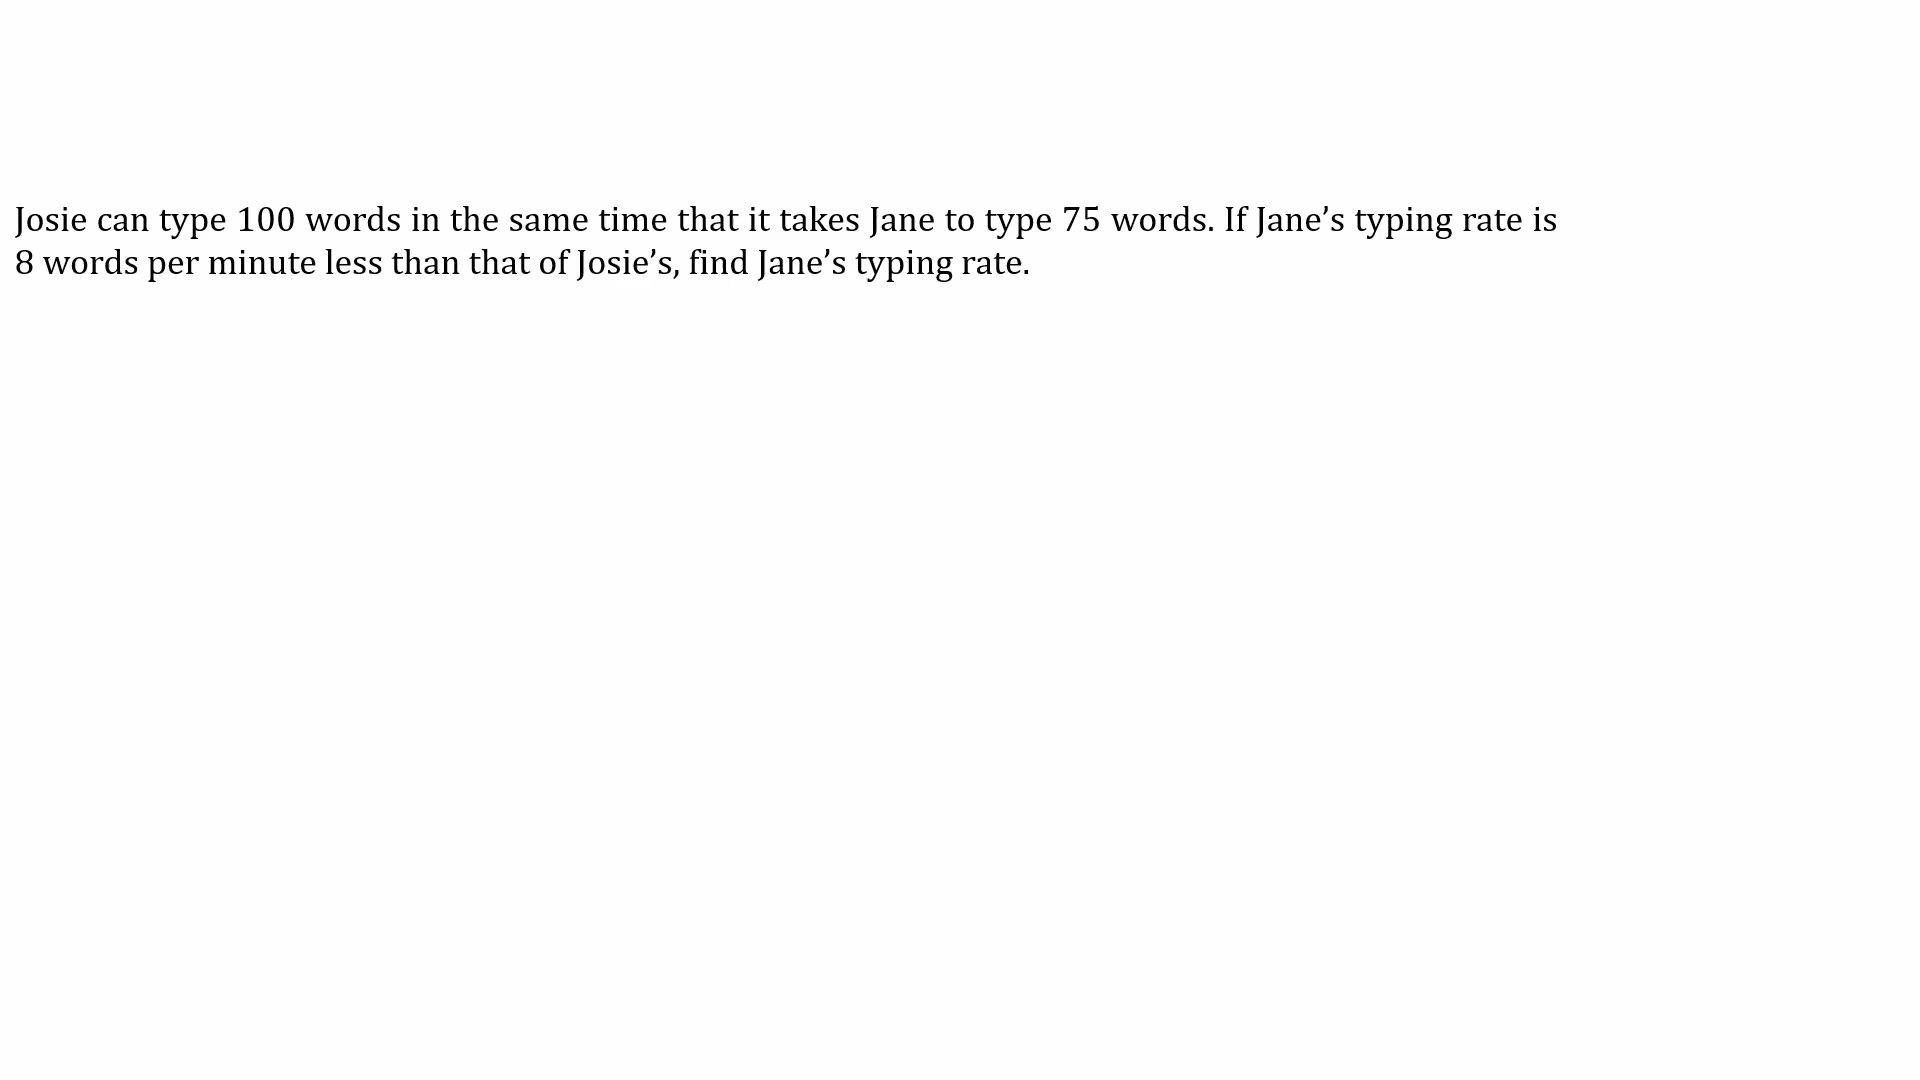 Josie can type 100 words in the same time that it takes Jane to type 75 words. If Jane’s typing rate is
8 words per minute less than that of Josie’s, find Jane’s typing rate.